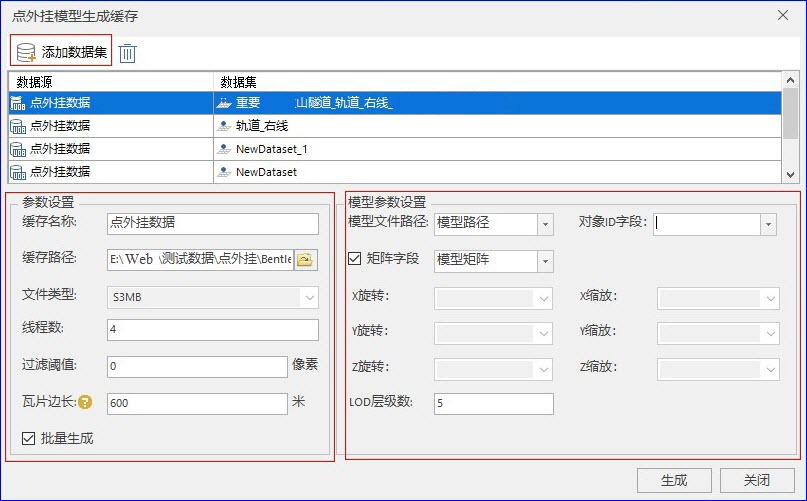 点外挂模型生成缓存
添加数据集
数据源 数据集
点外挂数据 重要 山隧道_轨道_右线_
点外挂数据 轨道_右线
点外挂数据 NewDataset_1
点外挂数据 NewDataset
参数设置 模型参数设置
缓存名称: 点外挂数据 模型文件路径: 模型路径 对象ID字段:
缓存路径: E:\Web \测试数据\点外挂\Bentle 矩阵字段 模型矩阵
文件类型: S3MB X旋转: X缩放:
线程数: 4 Y旋转: Y缩放:
过滤阈值: 0 像素 Z旋转: Z缩放:
瓦片边长: 600 米 LOD层级数: 5
批量生成
生成 关闭